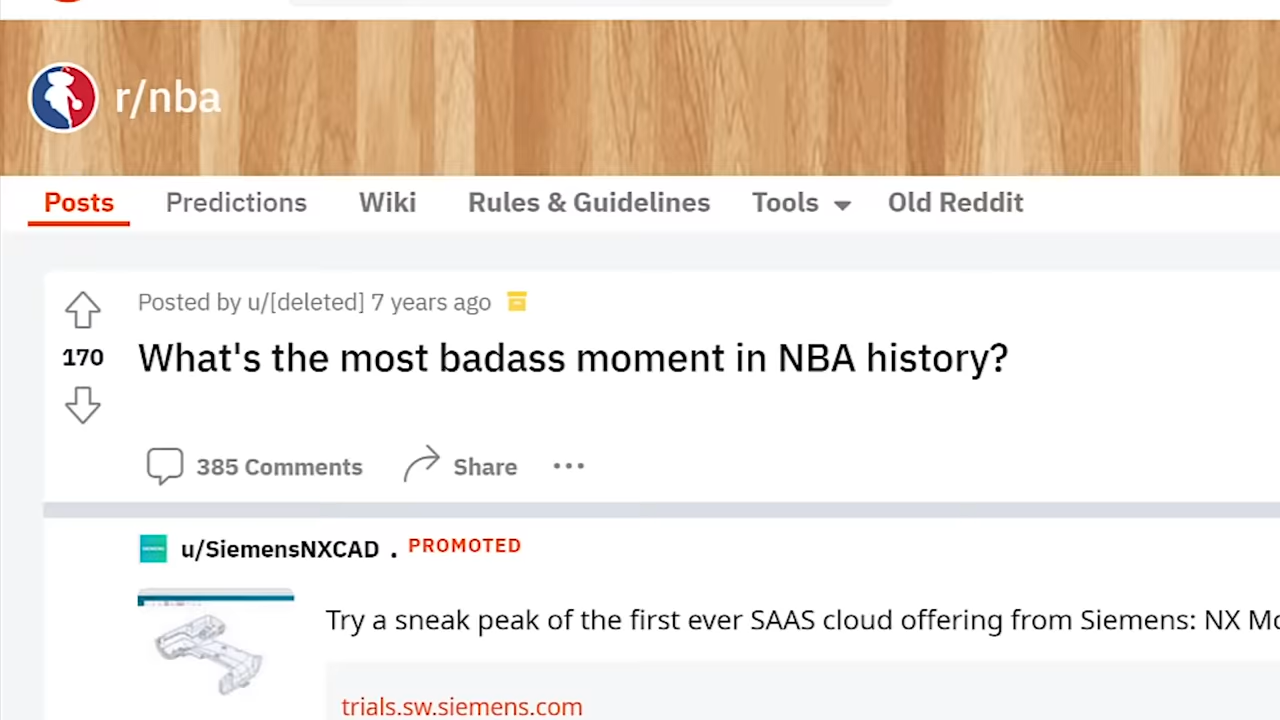 r/nba
Posts Predictions Wiki Rules & Guidelines Tools Old Reddit
Posted by u/[deleted] 7 years ago
170
What's the most badass moment in NBA history?
385 Comments Share
u/SiemensNXCAD . PROMOTED
Try a sneak peak of the first ever SAAS cloud offering from Siemens: NX
trials.sw.siemens.com